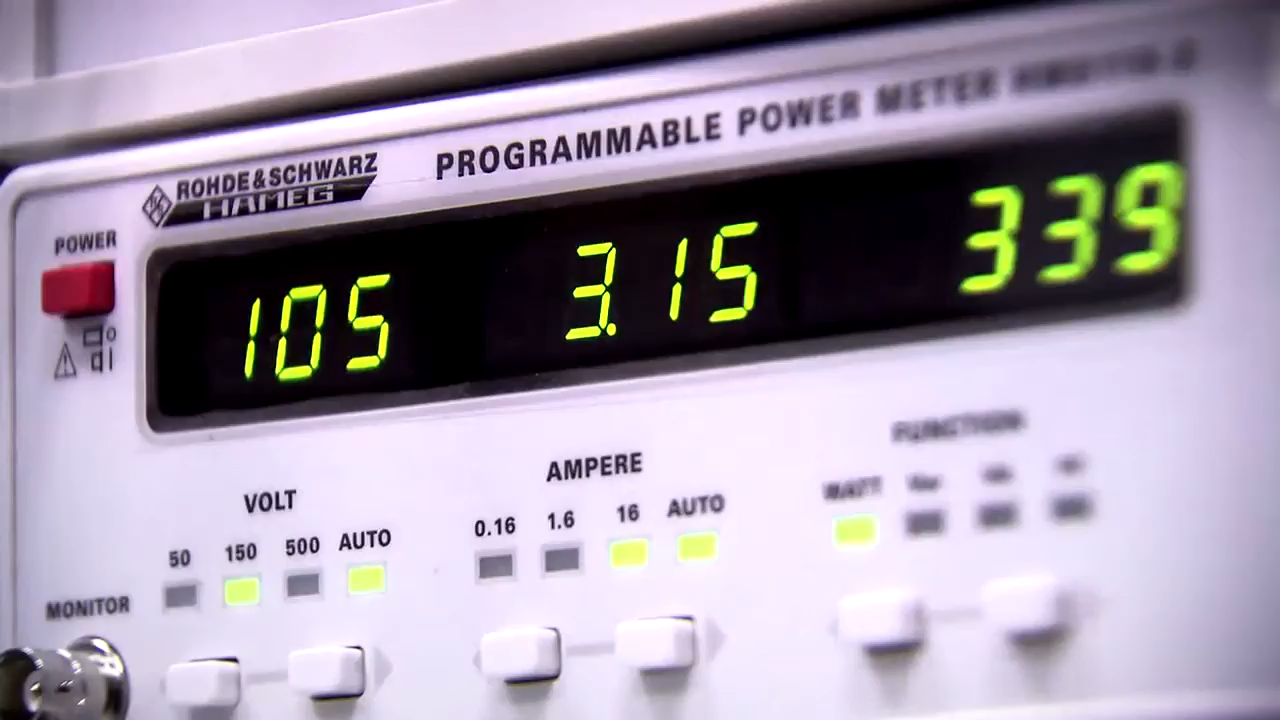 PROGRAMMABLE POWER METER
ROHDE & SCHWARZ
HAMEG
POWER
105 3.15 339
FUNCTION
AMPERE
VOLT
WATT
0.16 1.6 16 AUTO
50 150 500 AUTO
MONITOR